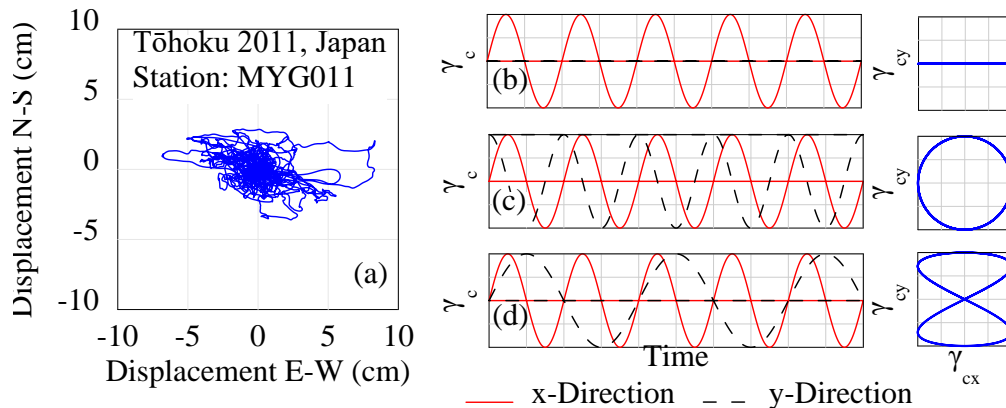 10
5
0
-5
-10
Displacement N-S (cm)
Tōhoku 2011, Japan
Station: MYG011
(a)
-10 -5 0 5 10
Displacement E-W (cm)
γc
(b)
γcy
γc
(c)
γcy
γc
(d)
γcy
Time
γcx
x-Direction y-Direction